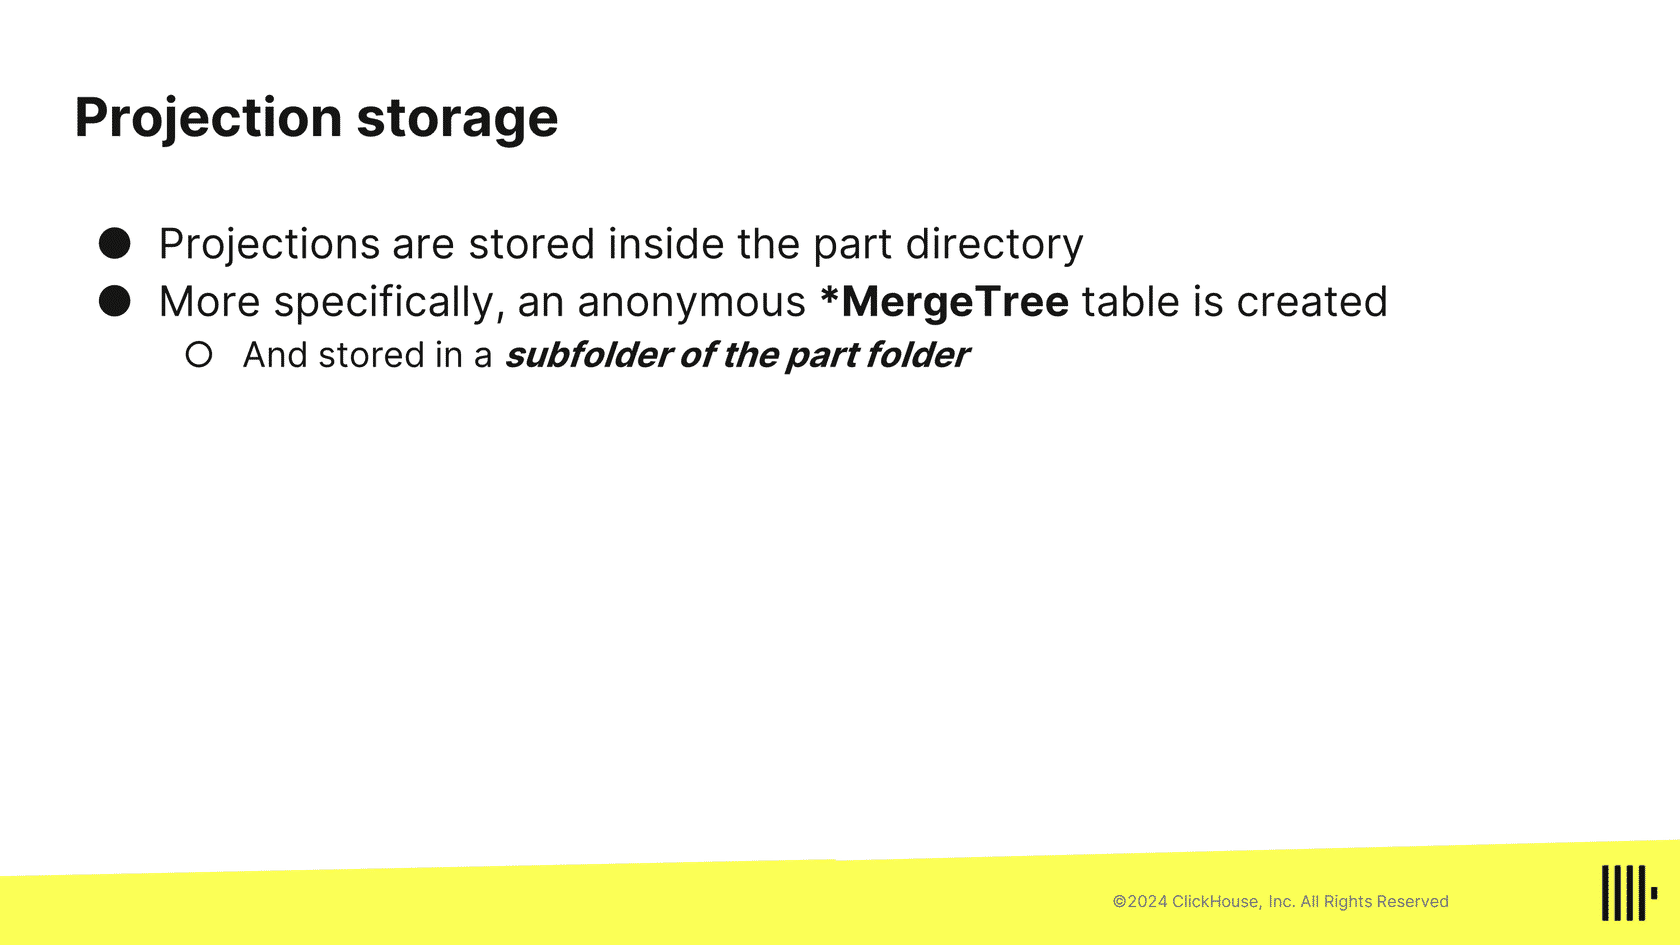 Projection storage
● Projections are stored inside the part directory
● More specifically, an anonymous *MergeTree table is created
○ And stored in a subfolder of the part folder
©2024 ClickHouse, Inc. All Rights Reserved